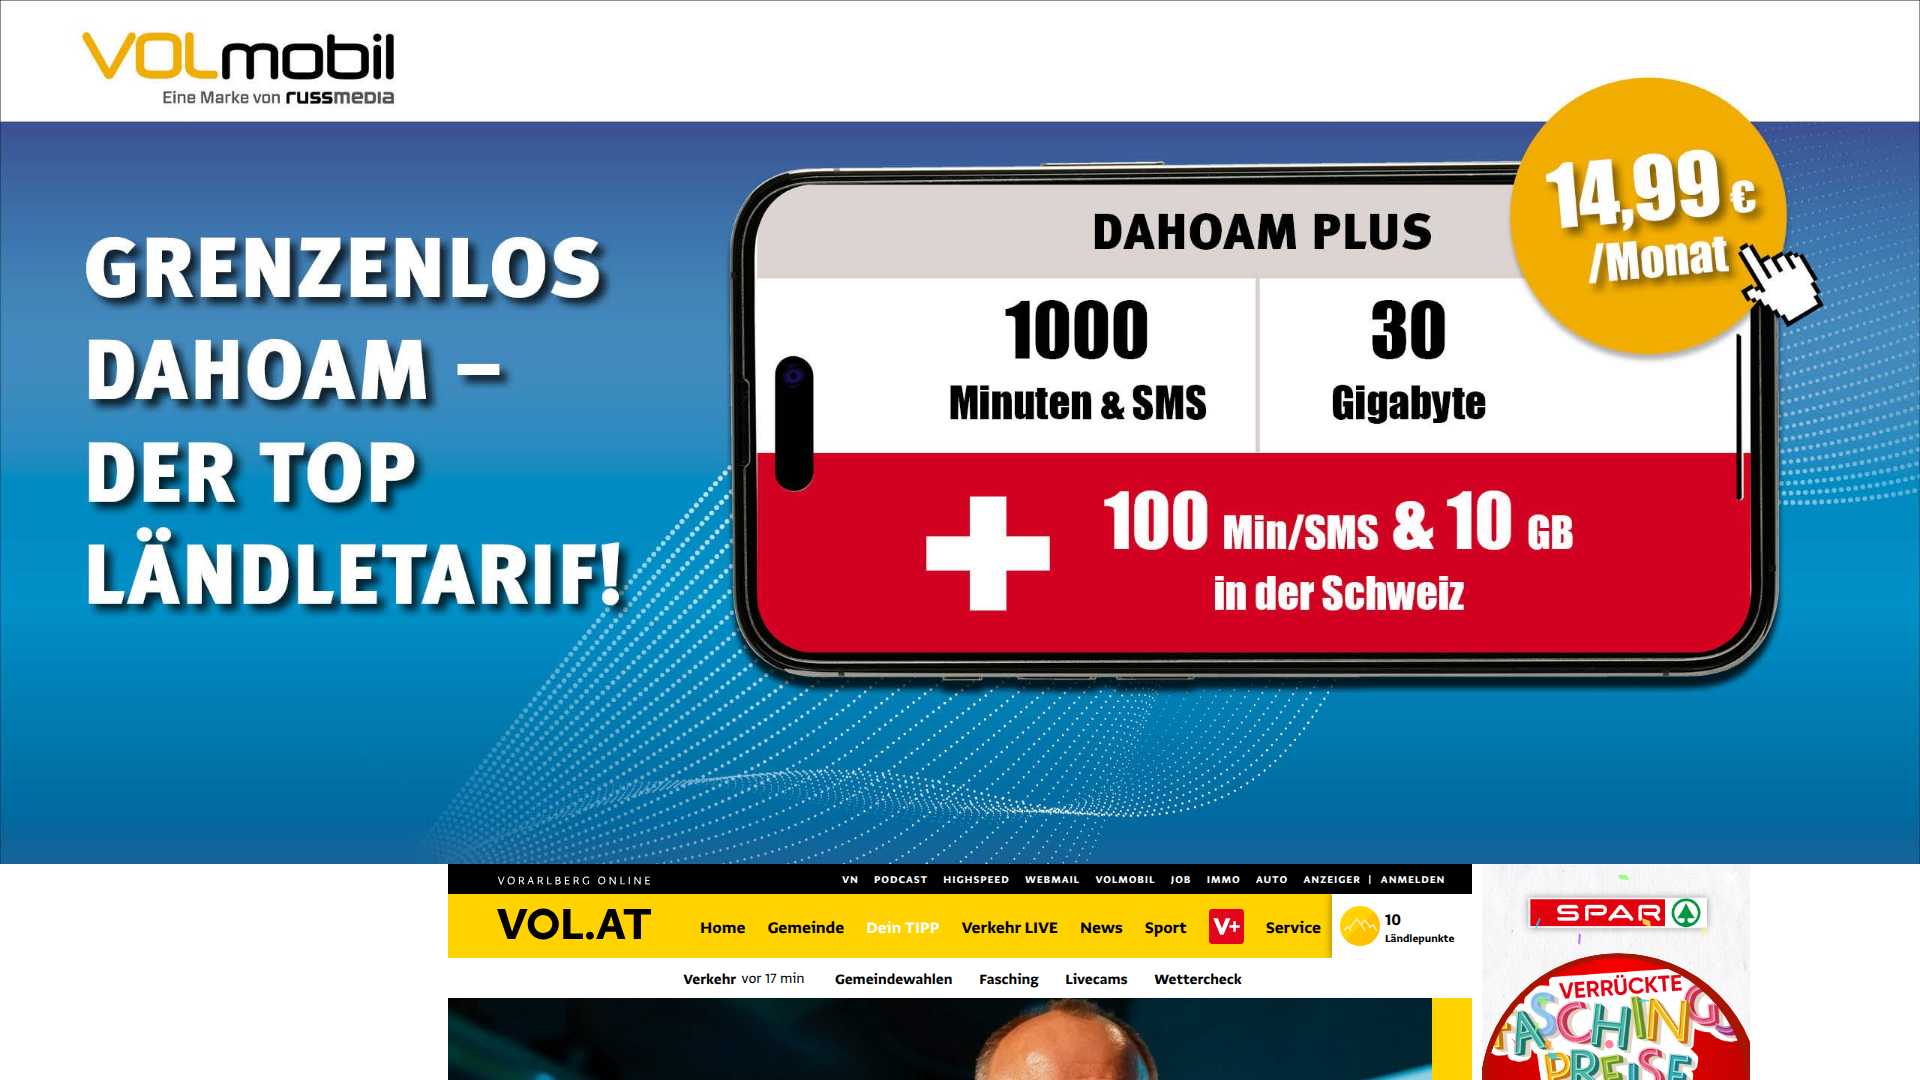 VOLmobil
Eine Marke von russmedia
GRENZENLOS
DAHOAM –
DER TOP
LÄNDLETARIF!
DAHOAM PLUS
14,99 €
/Monat
1000
Minuten & SMS
30
Gigabyte
100 Min/SMS & 10 GB
in der Schweiz
VORARLBERG ONLINE
VN PODCAST HIGHSPEED WEBMAIL VOLMOBIL JOB IMMO AUTO ANZEIGER | ANMELDEN
VOL.AT
Home Gemeinde Dein TIPP Verkehr LIVE News Sport V+ Service
10
Ländlepunkte
Verkehr vor 17 min Gemeindewahlen Fasching Livecams Wettercheck
SPAR
VERRÜCKTE
FASCHINGS
PREISE